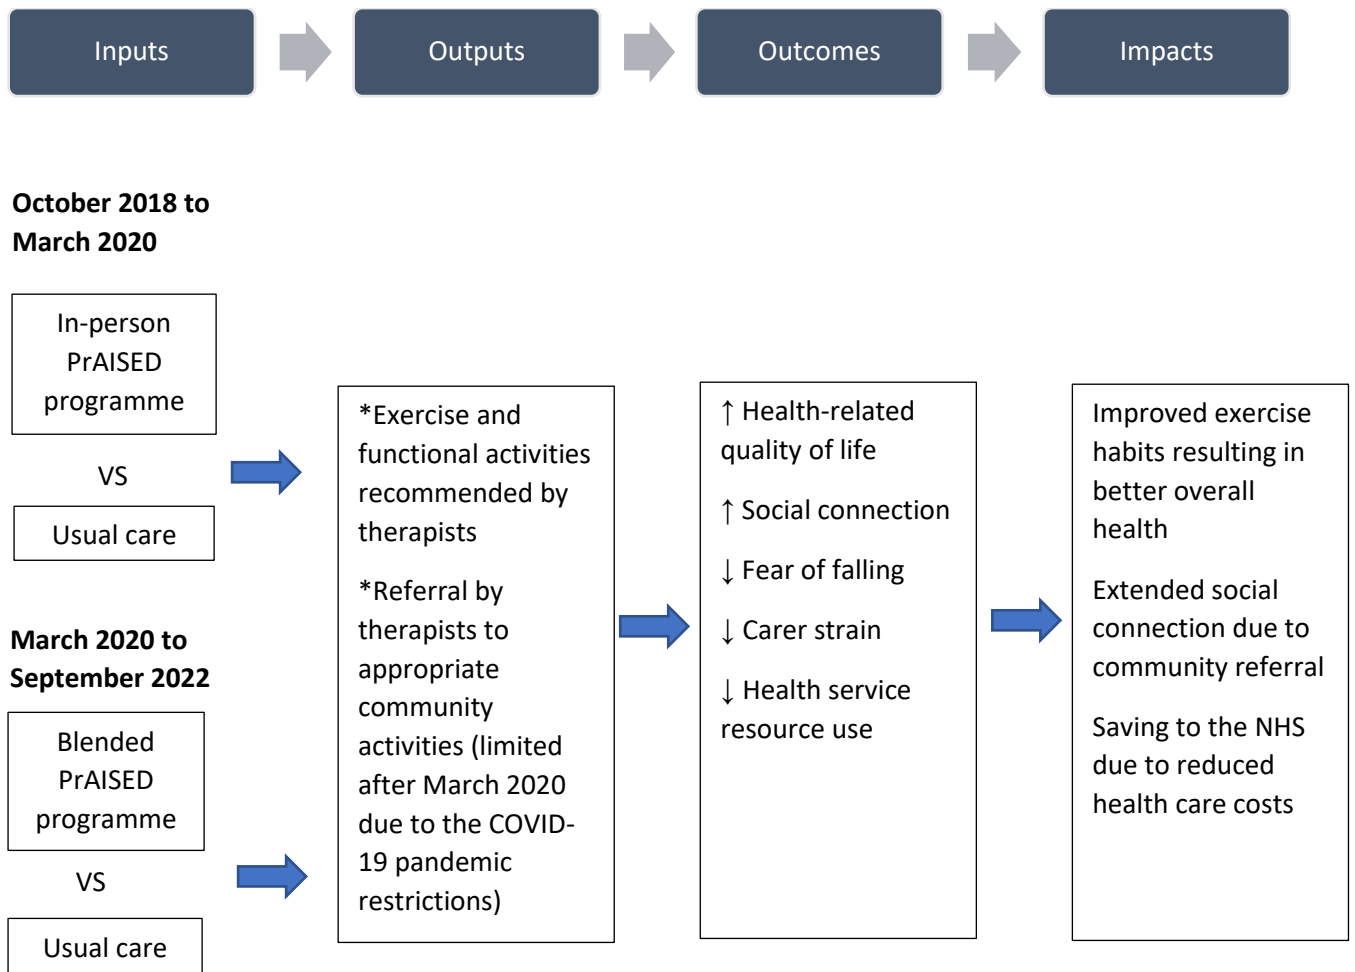 Inputs
Outputs
Outcomes
Impacts
October 2018 to
March 2020
In-person
PrAISED
programme
VS
Usual care
March 2020 to
September 2022
Blended
PrAISED
programme
VS
Usual care
*Exercise and
functional activities
recommended by
therapists
*Referral by
therapists to
appropriate
community
activities (limited
after March 2020
due to the COVID-
19 pandemic
restrictions)
↑ Health-related
quality of life
↑ Social connection
↓ Fear of falling
↓ Carer strain
↓ Health service
resource use
Improved exercise
habits resulting in
better overall
health
Extended social
connection due to
community referral
Saving to the NHS
due to reduced
health care costs